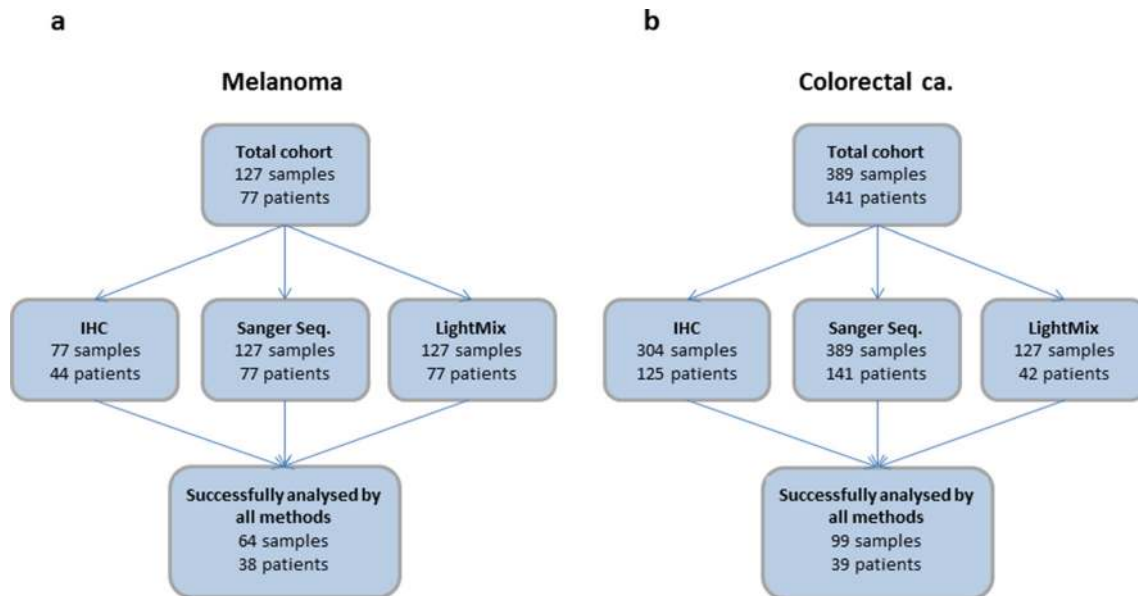 a
Melanoma
Total cohort
127 samples
77 patients
IHC
77 samples
44 patients
Sanger Seq.
127 samples
77 patients
LightMix
127 samples
77 patients
Successfully analysed by
all methods
64 samples
38 patients
b
Colorectal ca.
Total cohort
389 samples
141 patients
IHC
304 samples
125 patients
Sanger Seq.
389 samples
141 patients
LightMix
127 samples
42 patients
Successfully analysed by
all methods
99 samples
39 patients